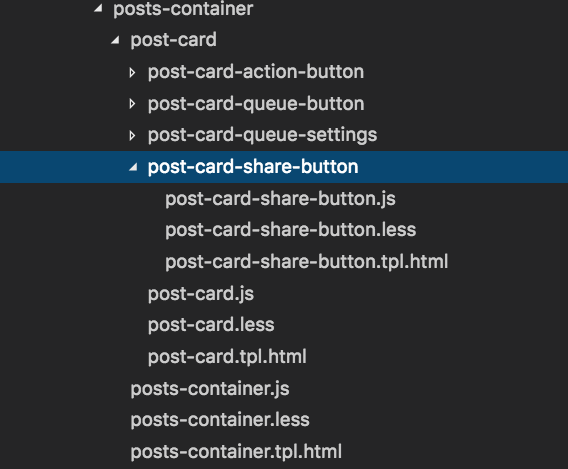 posts-container
post-card
post-card-action-button
post-card-queue-button
post-card-queue-settings
post-card-share-button
post-card-share-button.js
post-card-share-button.less
post-card-share-button.tpl.html
post-card.js
post-card.less
post-card.tpl.html
posts-container.js
posts-container.less
posts-container.tpl.html